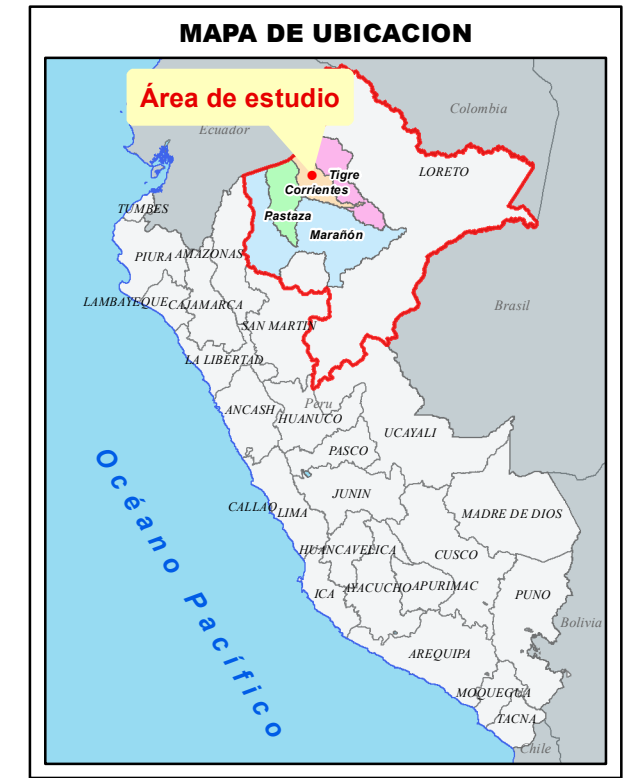 MAPA DE UBICACION
Área de estudio
Colombia
Ecuador
LORETO
Tigre
Corrientes
TUMBES
Pastaza
Marañón
PIURA
AMAZONAS
LAMBAYEQUE
CAJAMARCA
Brasil
SAN MARTIN
LA LIBERTAD
Peru
ANCASH
HUANUCO
UCAYALI
PASCO
Océano Pacífico
JUNIN
CALLAO
LIMA
MADRE DE DIOS
HUANCAVELICA
CUSCO
ICA
AYACUCHO
APURIMAC
PUNO
Bolivia
AREQUIPA
MOQUEGUA
TACNA
Chile